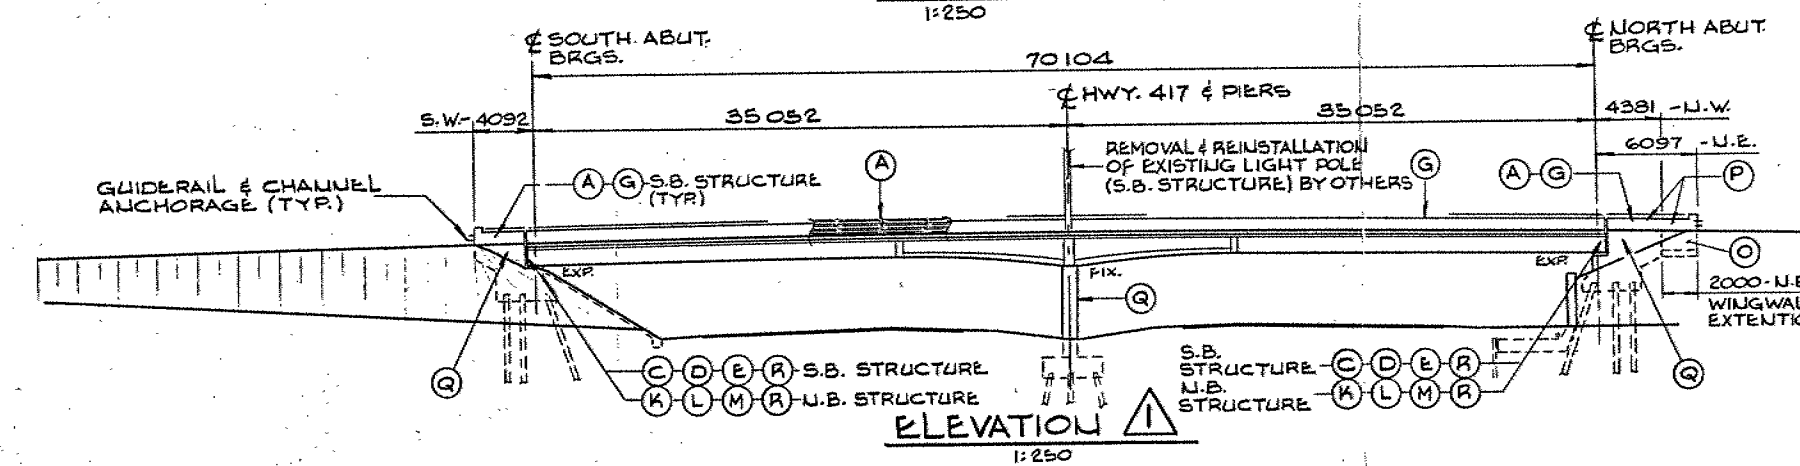 1:250
℄ SOUTH ABUT.
BRGS.
℄ NORTH ABUT.
BRGS.
70104
℄ HWY. 417 & PIERS
S.W.-4092
35052
35052
4381 -N.W.
6097 -N.E.
REMOVAL & REINSTALLATION
OF EXISTING LIGHT POLE
(S.B. STRUCTURE) BY OTHERS
GUIDERAIL & CHANNEL
ANCHORAGE (TYP.)
A G S.B. STRUCTURE
(TYP.)
A
G
A G
P
EXP.
FIX.
EXP.
O
Q
2000-N.E
WINGWAL
EXTENTIO
Q
Q
C D E R S.B. STRUCTURE
K L M R N.B. STRUCTURE
S.B.
STRUCTURE C D E R
N.B.
STRUCTURE K L M R
ELEVATION 1
1:250